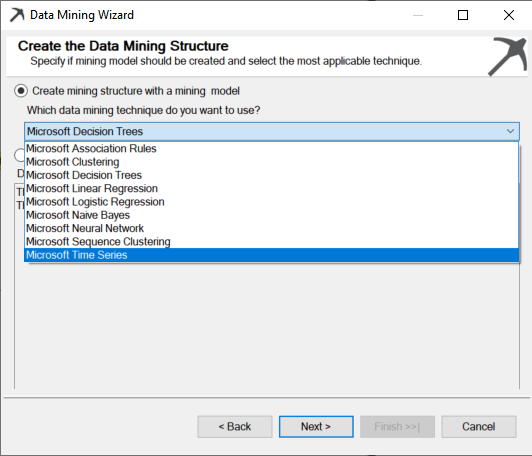 Data Mining Wizard
Create the Data Mining Structure
Specify if mining model should be created and select the most applicable technique.
Create mining structure with a mining model
Which data mining technique do you want to use?
Microsoft Decision Trees
Microsoft Association Rules
Microsoft Clustering
Microsoft Decision Trees
Microsoft Linear Regression
Microsoft Logistic Regression
Microsoft Naive Bayes
Microsoft Neural Network
Microsoft Sequence Clustering
Microsoft Time Series
< Back
Next >
Finish >>|
Cancel